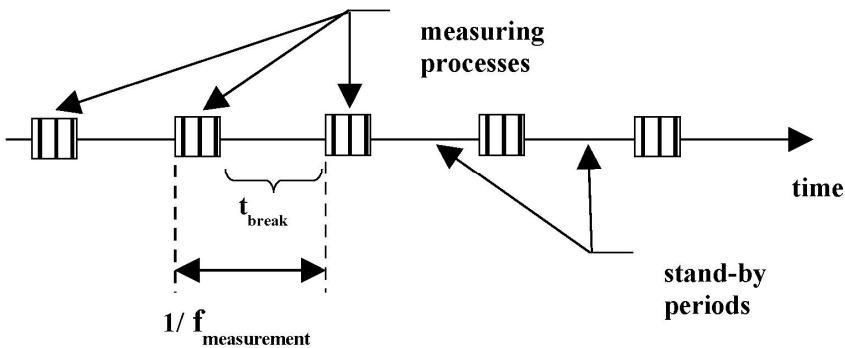 measuring
processes
time
t break
stand-by
periods
1/ f measurement